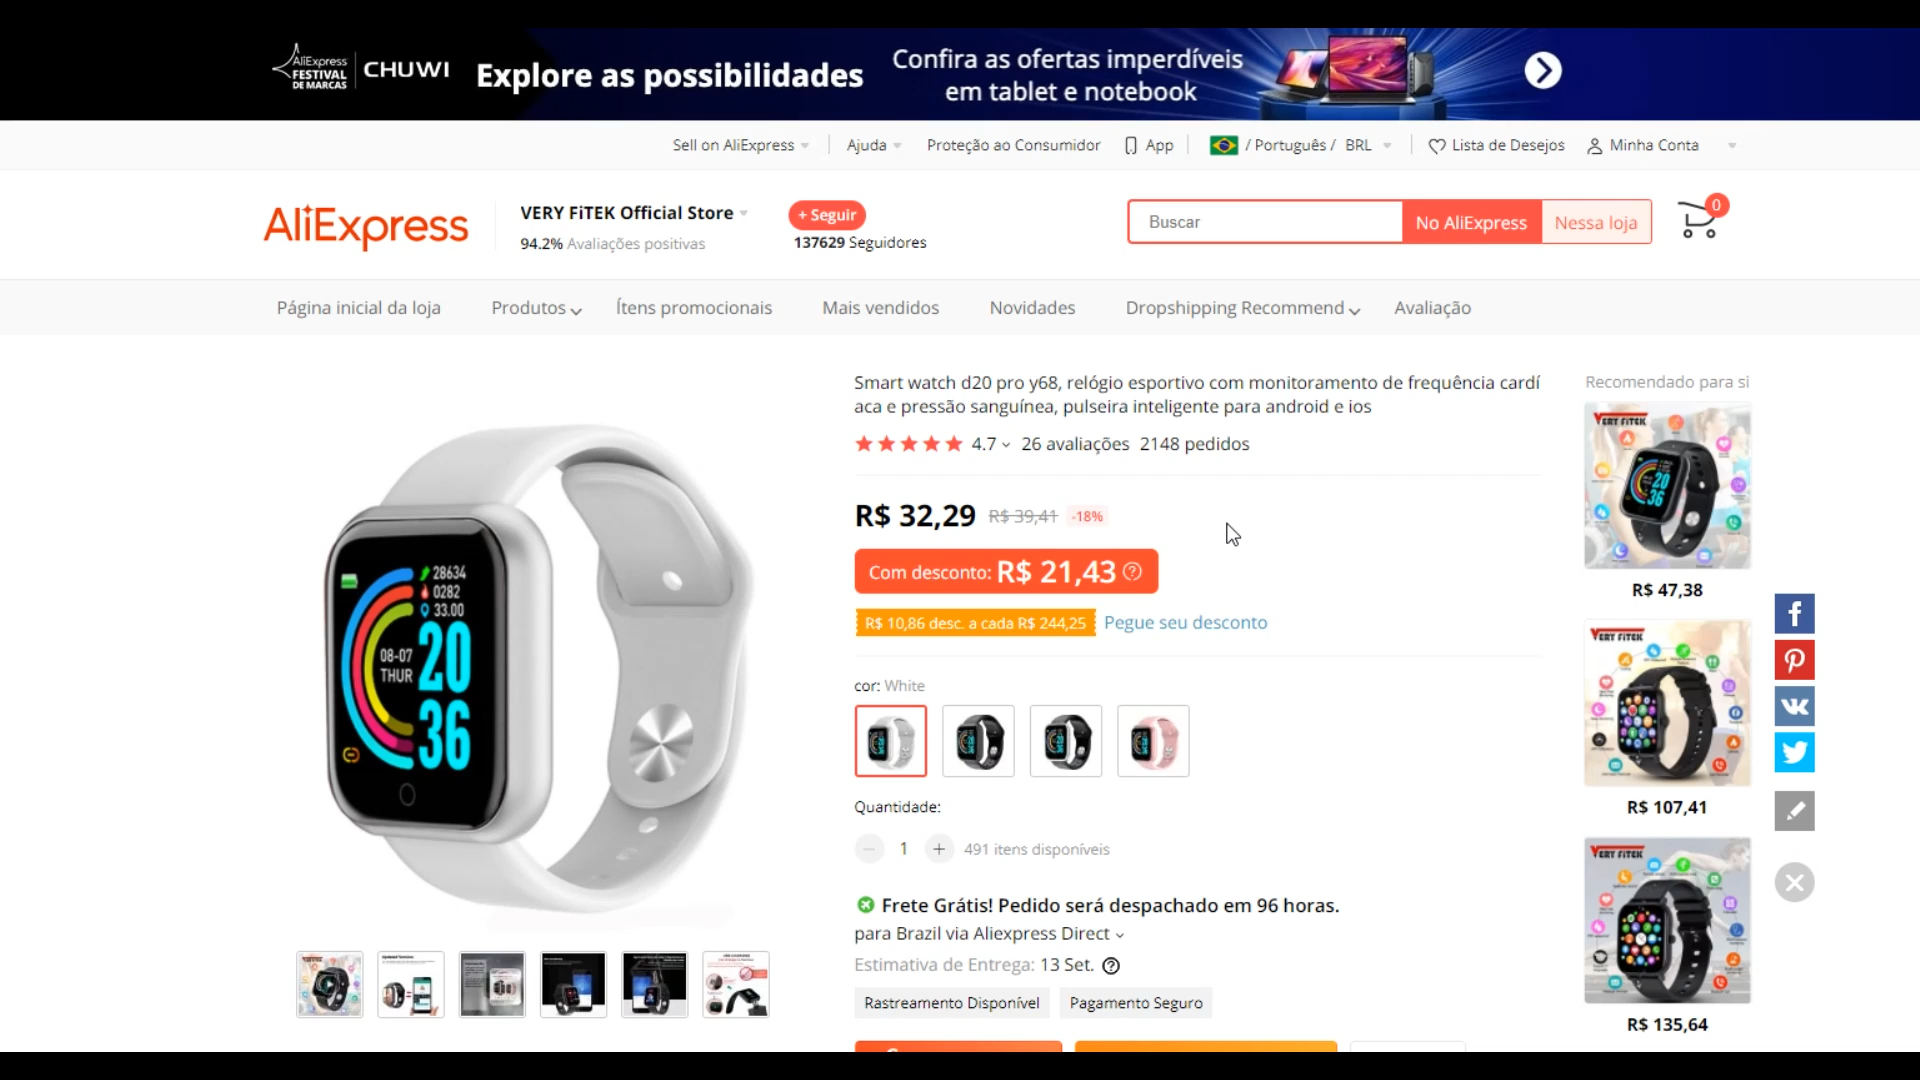 AliExpress
FESTIVAL
DE MARCAS
CHUWI
Explore as possibilidades
Confira as ofertas imperdíveis
em tablet e notebook
Sell on AliExpress
Ajuda
Proteção ao Consumidor
App
/ Português / BRL
Lista de Desejos
Minha Conta
AliExpress
VERY FiTEK Official Store
94.2% Avaliações positivas
+ Seguir
137629 Seguidores
Buscar
No AliExpress
Nessa loja
0
Página inicial da loja
Produtos
Ítens promocionais
Mais vendidos
Novidades
Dropshipping Recommend
Avaliação
Smart watch d20 pro y68, relógio esportivo com monitoramento de frequência cardí
aca e pressão sanguínea, pulseira inteligente para android e ios
4.7
26 avaliações
2148 pedidos
R$ 32,29
R$ 39,41
-18%
Com desconto: R$ 21,43
R$ 10,86 desc. a cada R$ 244,25
Pegue seu desconto
cor: White
Quantidade:
1
491 itens disponíveis
Frete Grátis! Pedido será despachado em 96 horas.
para Brazil via Aliexpress Direct
Estimativa de Entrega: 13 Set.
Rastreamento Disponível
Pagamento Seguro
28634
0282
33.00
08-07
THUR
20
36
Recomendado para si
VERY FITEK
20
36
R$ 47,38
VERY FITEK
R$ 107,41
VERY FITEK
R$ 135,64